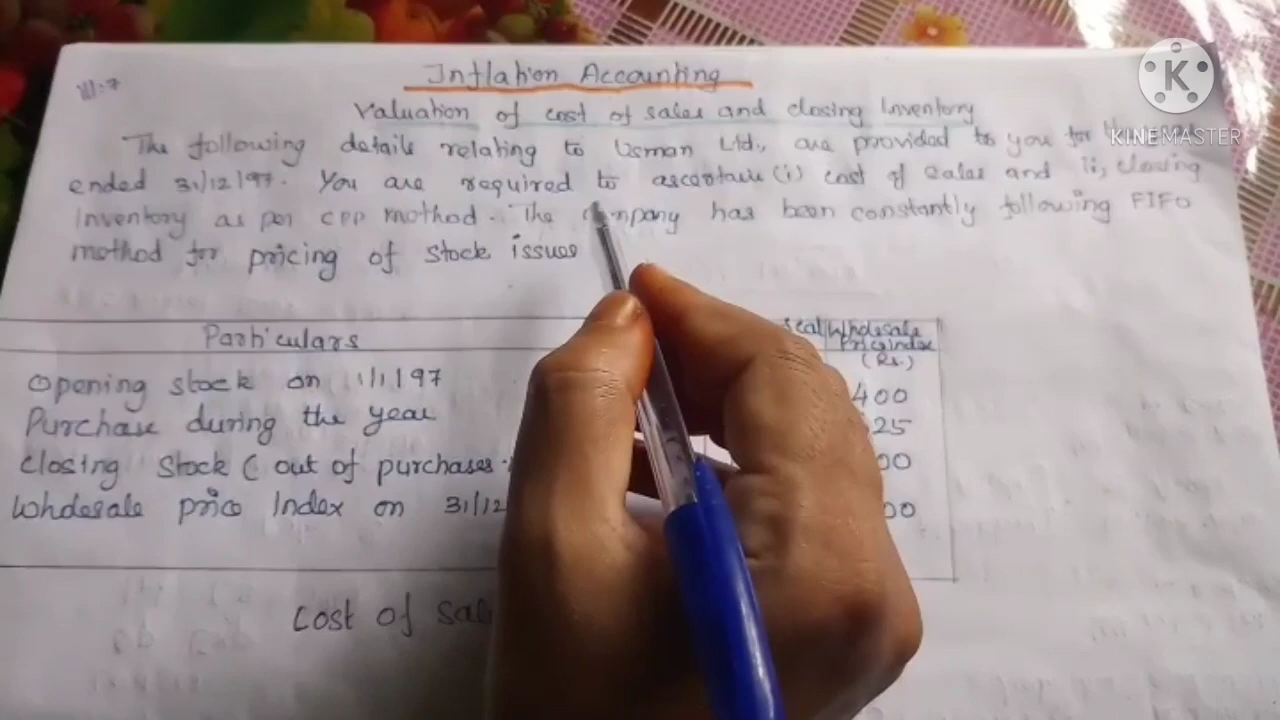 Inflation Accounting
Valuation of cost of sales and closing Inventory
The following details relating to Usman Ltd., are provided to you for
ended 31/12/97. You are required to ascertain (i) cost of sales and ii, closing
Inventory as per CPP method. The company has been constantly following FIFO
method for pricing of stock issues
Particulars Wholesale
Price index
(Rs.)
Opening stock on 1/1/97 400
Purchase during the year 25
Closing stock ( out of purchases 00
Wholesale price Index on 31/12 00
Cost of sal
K
KINEMASTER